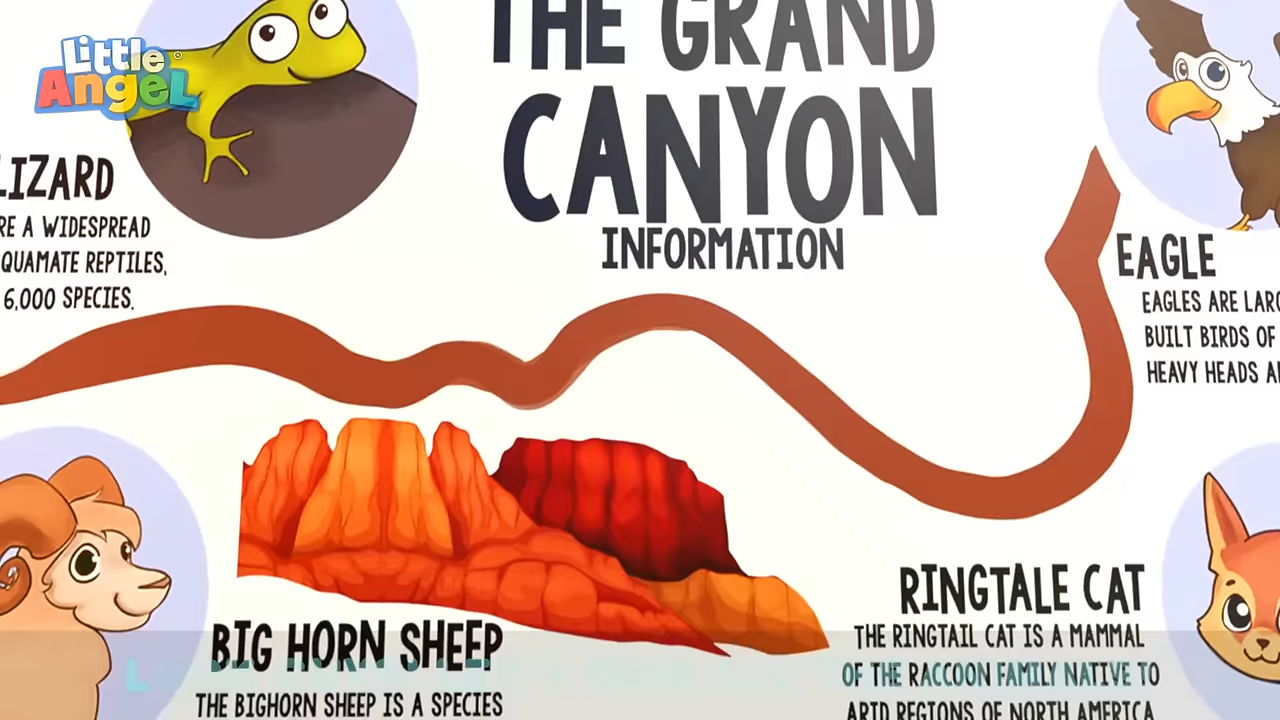 Little Angel
THE GRAND
CANYON
INFORMATION
LIZARD
RE A WIDESPREAD
QUAMATE REPTILES,
6,000 SPECIES.
EAGLE
EAGLES ARE LARG
BUILT BIRDS OF
HEAVY HEADS A
BIG HORN SHEEP
THE BIGHORN SHEEP IS A SPECIES
RINGTALE CAT
THE RINGTAIL CAT IS A MAMMAL
OF THE RACCOON FAMILY NATIVE TO
ARID REGIONS OF NORTH AMERICA.